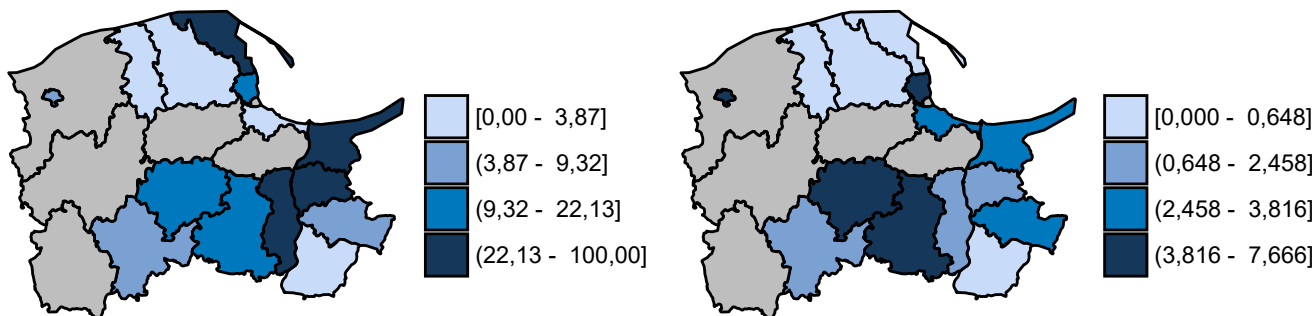 [0,00 - 3,87]
(3,87 - 9,32]
(9,32 - 22,13]
(22,13 - 100,00]
[0,000 - 0,648]
(0,648 - 2,458]
(2,458 - 3,816]
(3,816 - 7,666]